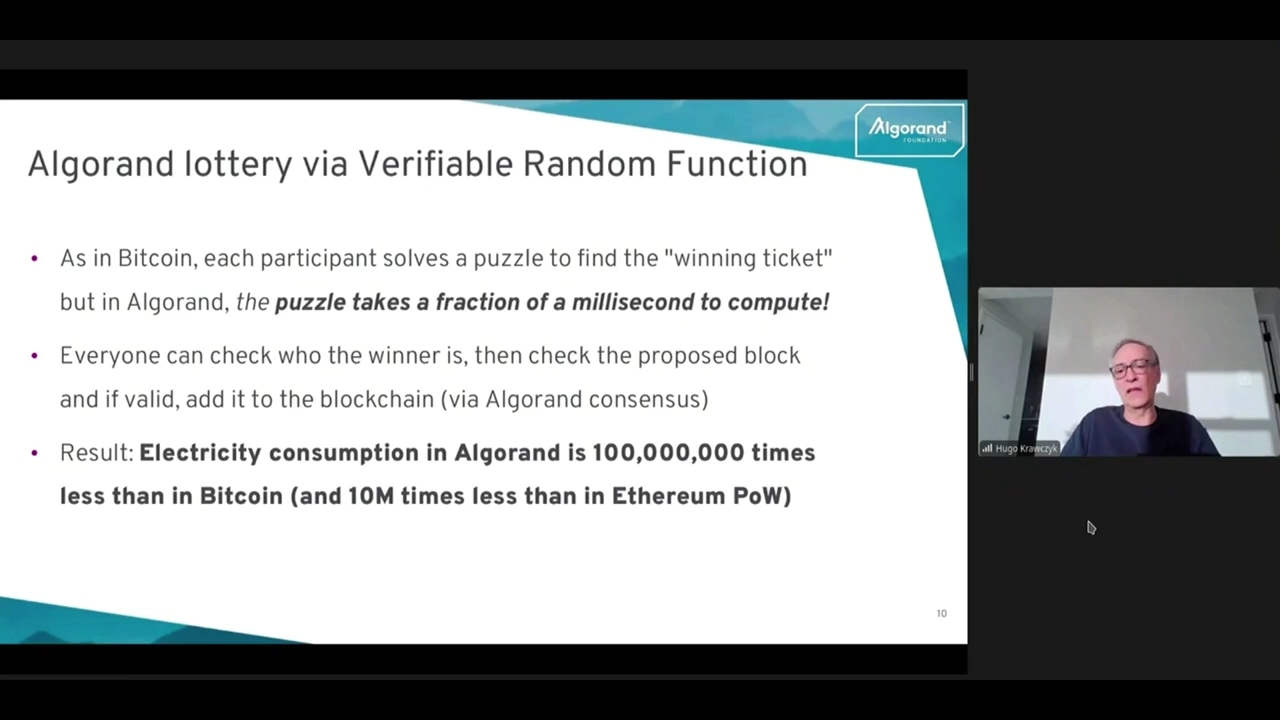 Algorand
FOUNDATION
Algorand lottery via Verifiable Random Function
• As in Bitcoin, each participant solves a puzzle to find the "winning ticket"
but in Algorand, the puzzle takes a fraction of a millisecond to compute!
• Everyone can check who the winner is, then check the proposed block
and if valid, add it to the blockchain (via Algorand consensus)
• Result: Electricity consumption in Algorand is 100,000,000 times
less than in Bitcoin (and 10M times less than in Ethereum PoW)
10
Hugo Krawczyk